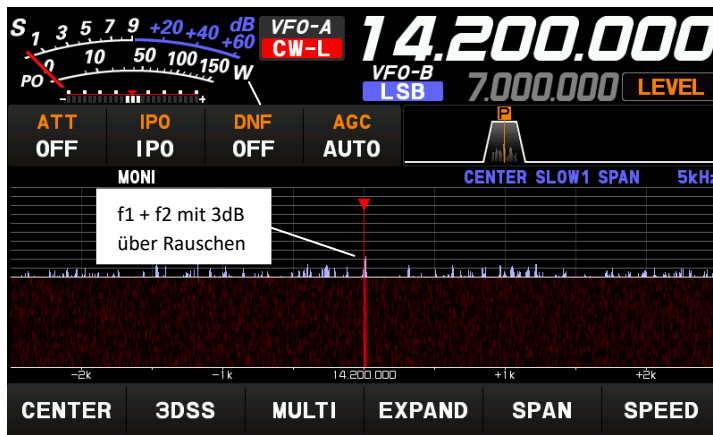 S 1 3 5 7 9 +20 +40 +60 dB
PO 0 10 50 100 150 W
- +
VFO-A
CW-L
14.200.000
VFO-B
LSB
7.000.000
LEVEL
ATT IPO DNF AGC
OFF IPO OFF AUTO
P
MONI
CENTER SLOW1 SPAN 5kHz
f1 + f2 mit 3dB
über Rauschen
-2k -1k 14.200.000 +1k +2k
CENTER 3DSS MULTI EXPAND SPAN SPEED